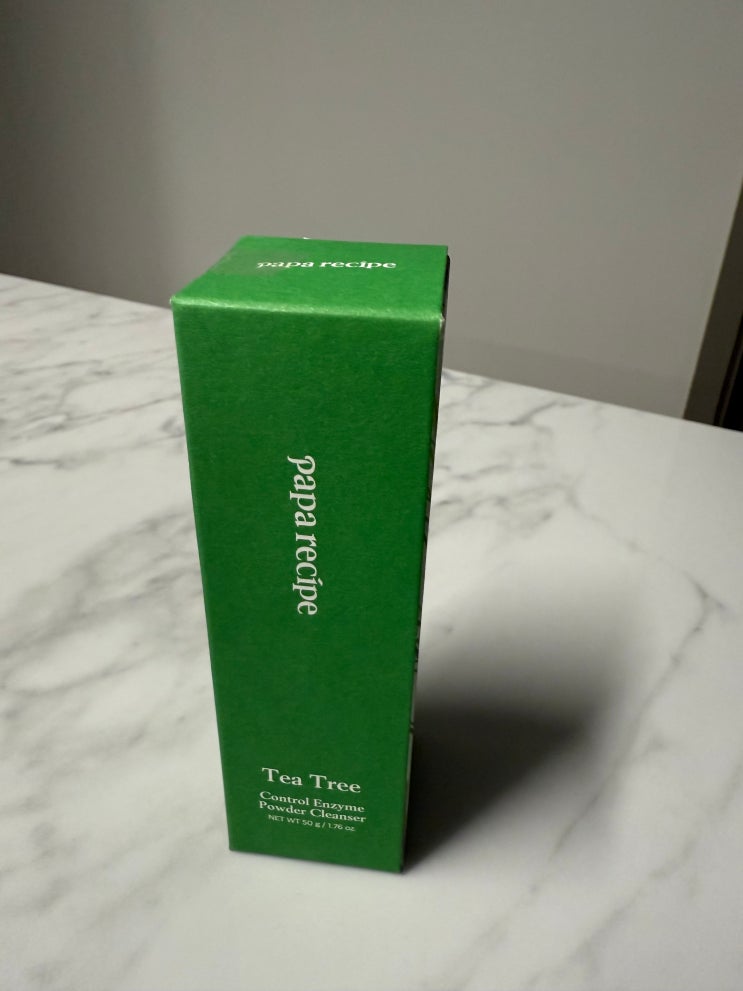 papa recipe
papa recipe
Tea Tree
Control Enzyme
Powder Cleanser
NET WT 50 g / 1.76 oz.